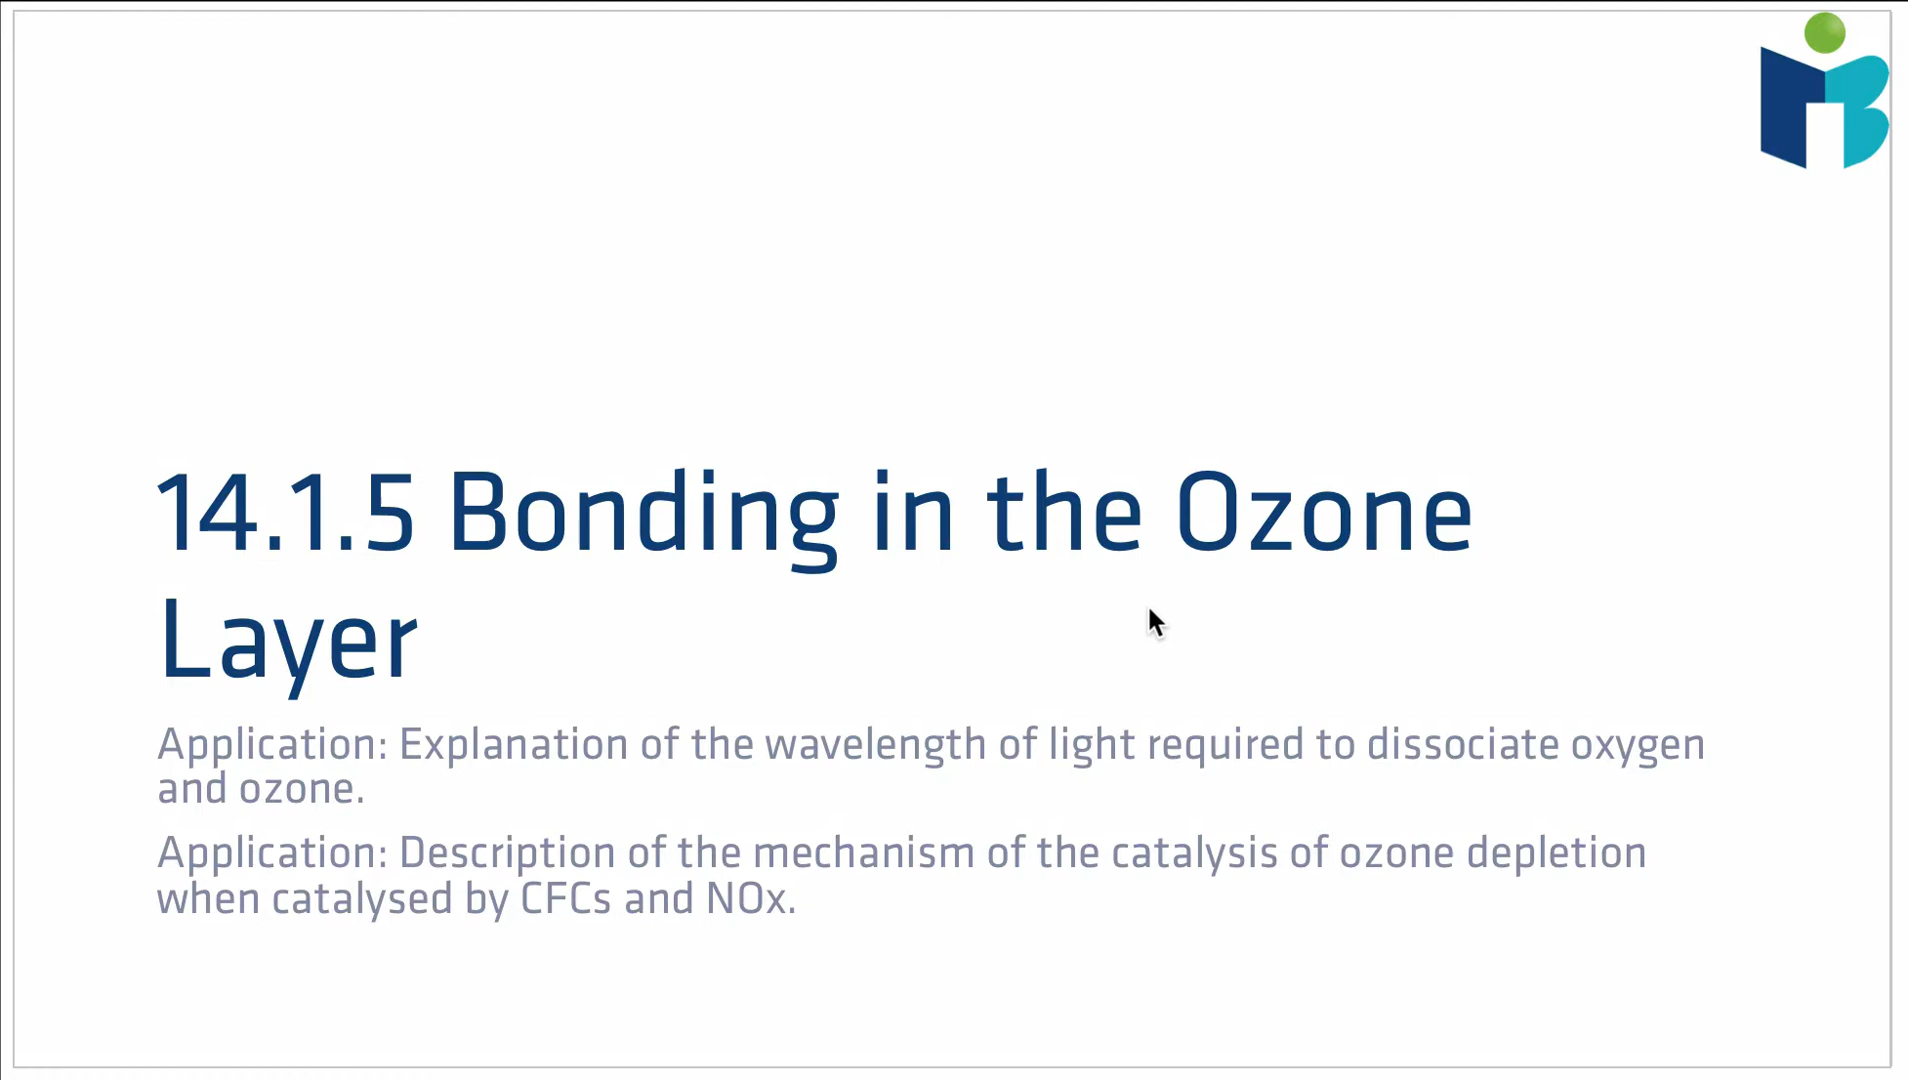 14.1.5 Bonding in the Ozone
Layer
Application: Explanation of the wavelength of light required to dissociate oxygen
and ozone.
Application: Description of the mechanism of the catalysis of ozone depletion
when catalysed by CFCs and NOx.